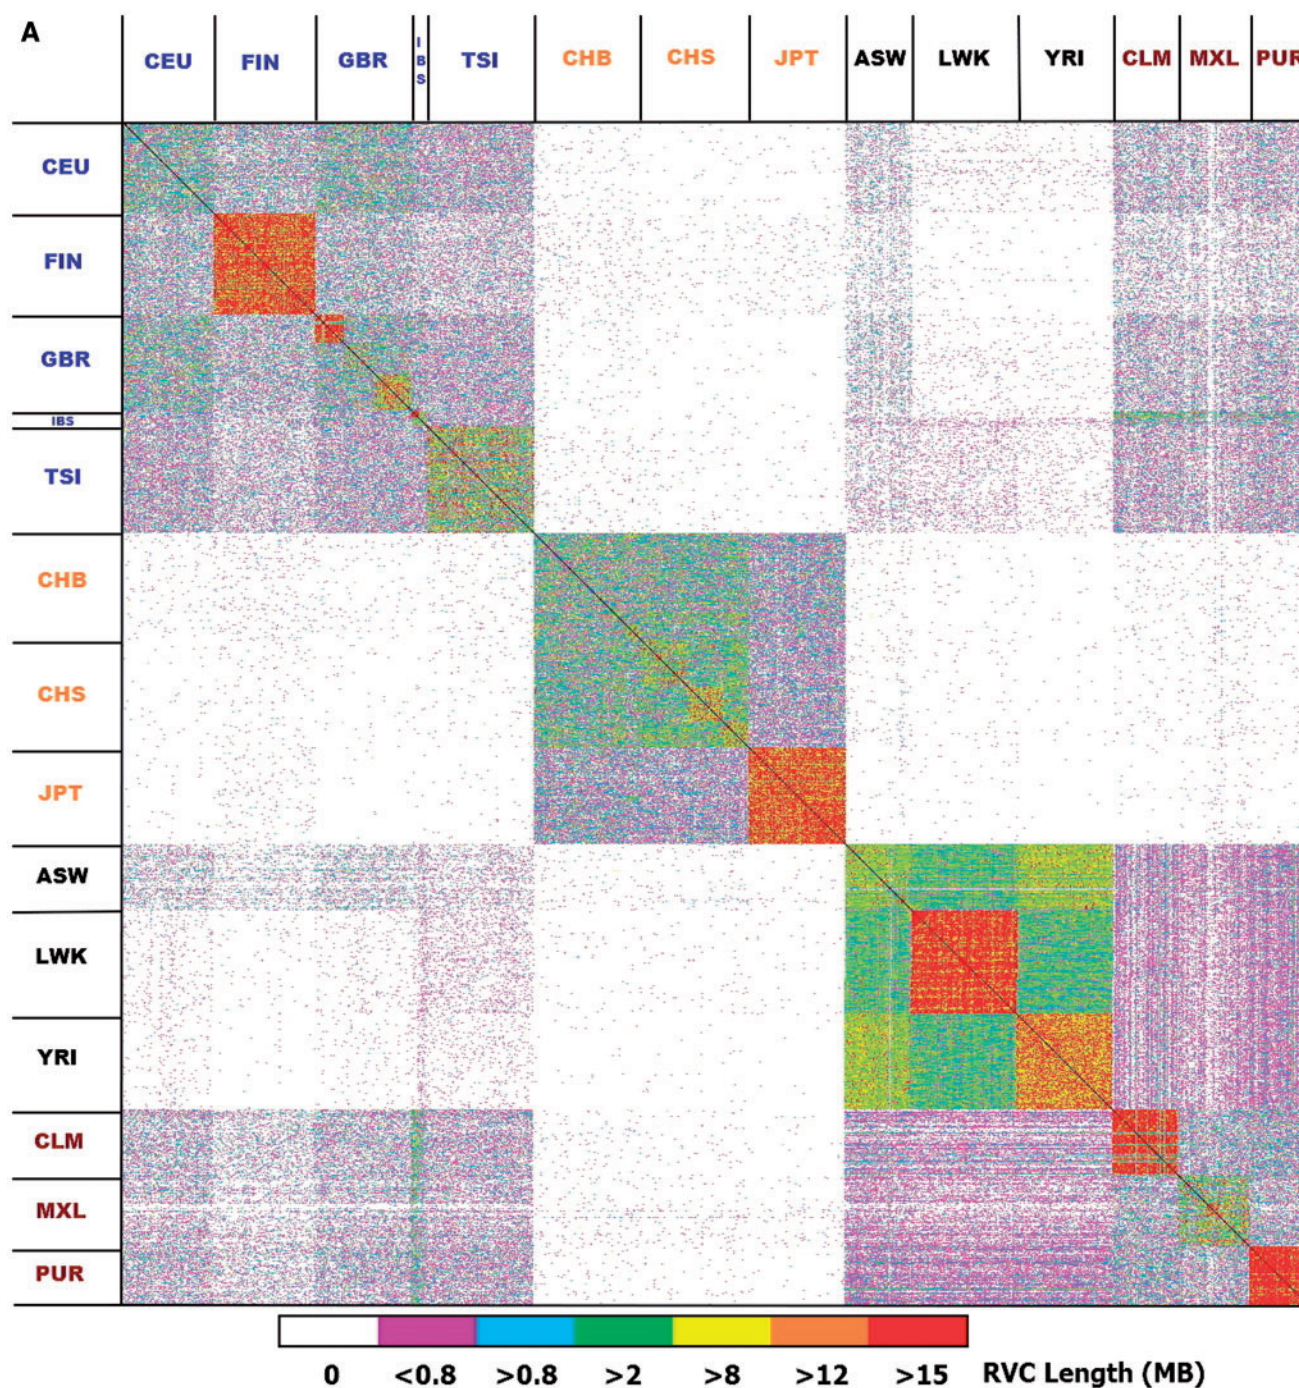 A
CEU FIN GBR IBS TSI CHB CHS JPT ASW LWK YRI CLM MXL PUR
CEU
FIN
GBR
IBS
TSI
CHB
CHS
JPT
ASW
LWK
YRI
CLM
MXL
PUR
0 <0.8 >0.8 >2 >8 >12 >15 RVC Length (MB)